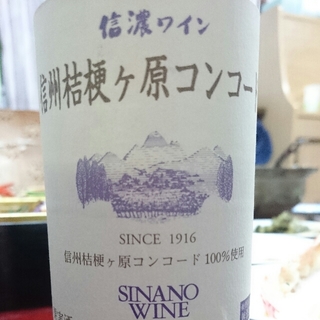 信濃ワイン
信州桔梗ヶ原コンコード
SINCE 1916
信州桔梗ヶ原コンコード100%使用
SINANO
WINE